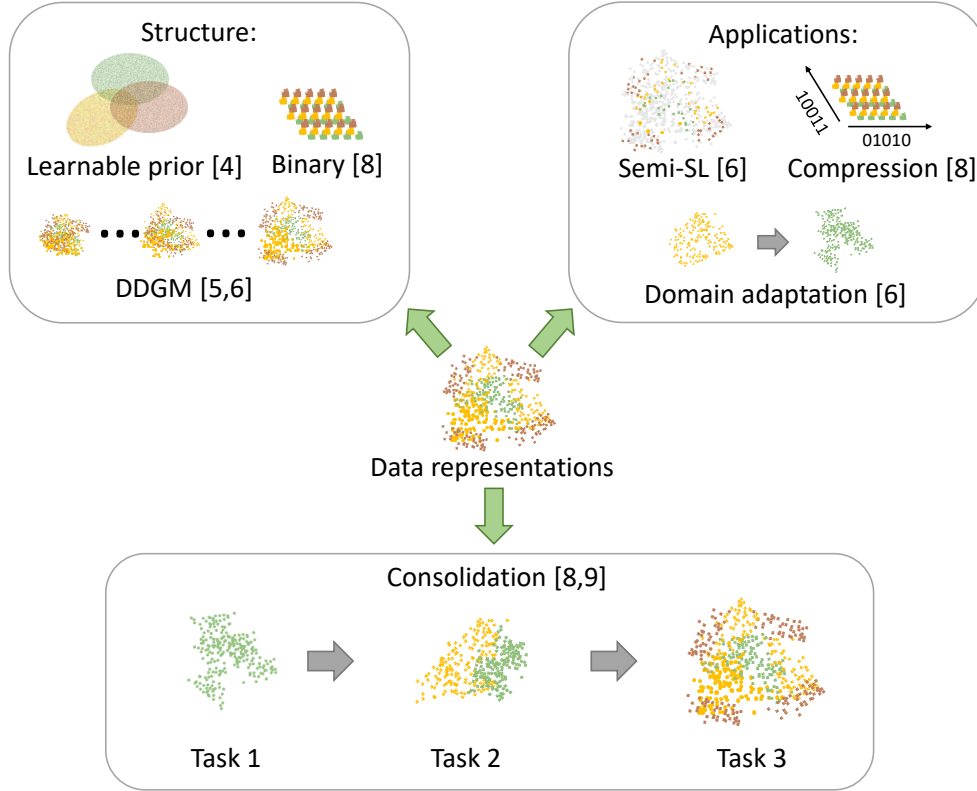 Structure:
Learnable prior [4]
Binary [8]
DDGM [5,6]
Applications:
10011
01010
Semi-SL [6]
Compression [8]
Domain adaptation [6]
Data representations
Consolidation [8,9]
Task 1
Task 2
Task 3